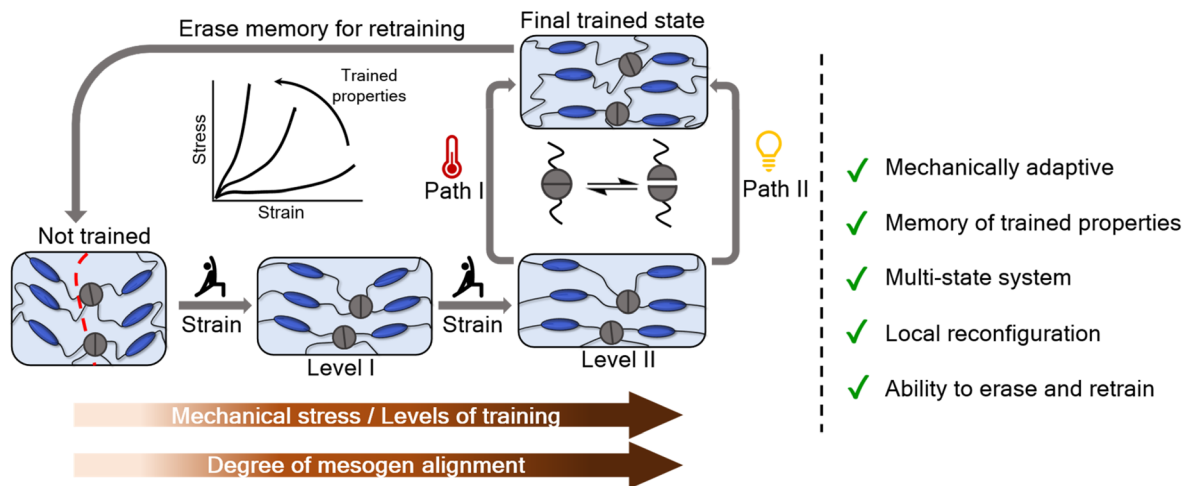 Erase memory for retraining
Final trained state
Trained
properties
Stress
Strain
Path I
Path II
Not trained
Strain
Level I
Strain
Level II
Mechanical stress / Levels of training
Degree of mesogen alignment
✓ Mechanically adaptive
✓ Memory of trained properties
✓ Multi-state system
✓ Local reconfiguration
✓ Ability to erase and retrain